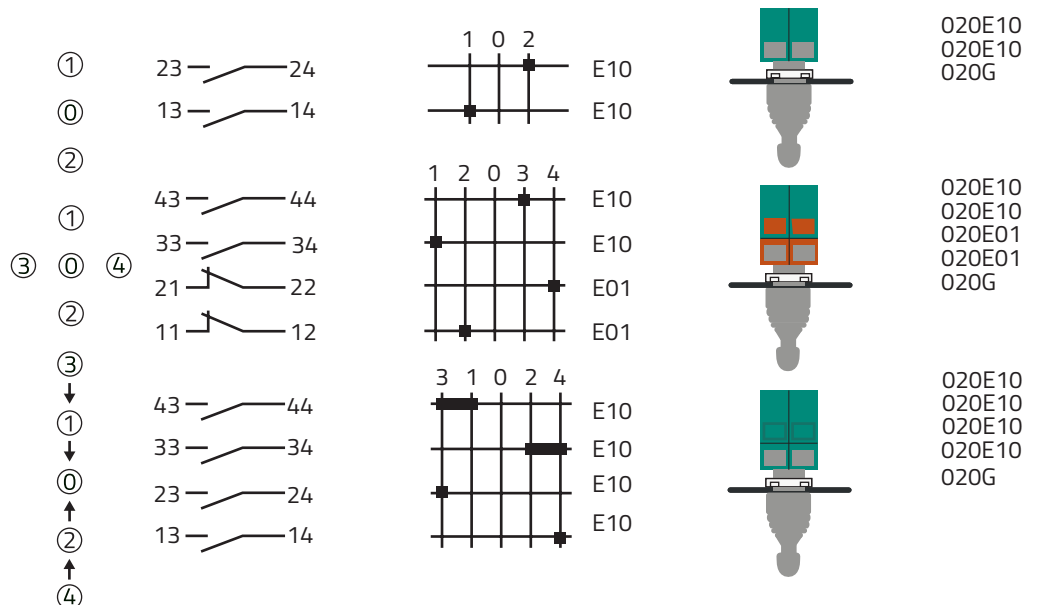 1 0 2
020E10
① 23 24 E10 020E10
020G
⓪ 13 14 E10
②
1 2 0 3 4
43 44 E10 020E10
① 020E10
33 34 E10 020E01
③ ⓪ ④ 020E01
21 22 E01 020G
② 11 12 E01
③
3 1 0 2 4
43 44 E10 020E10
① 020E10
33 34 E10 020E10
020E10
⓪ 23 24 E10 020G
② 13 14 E10
④